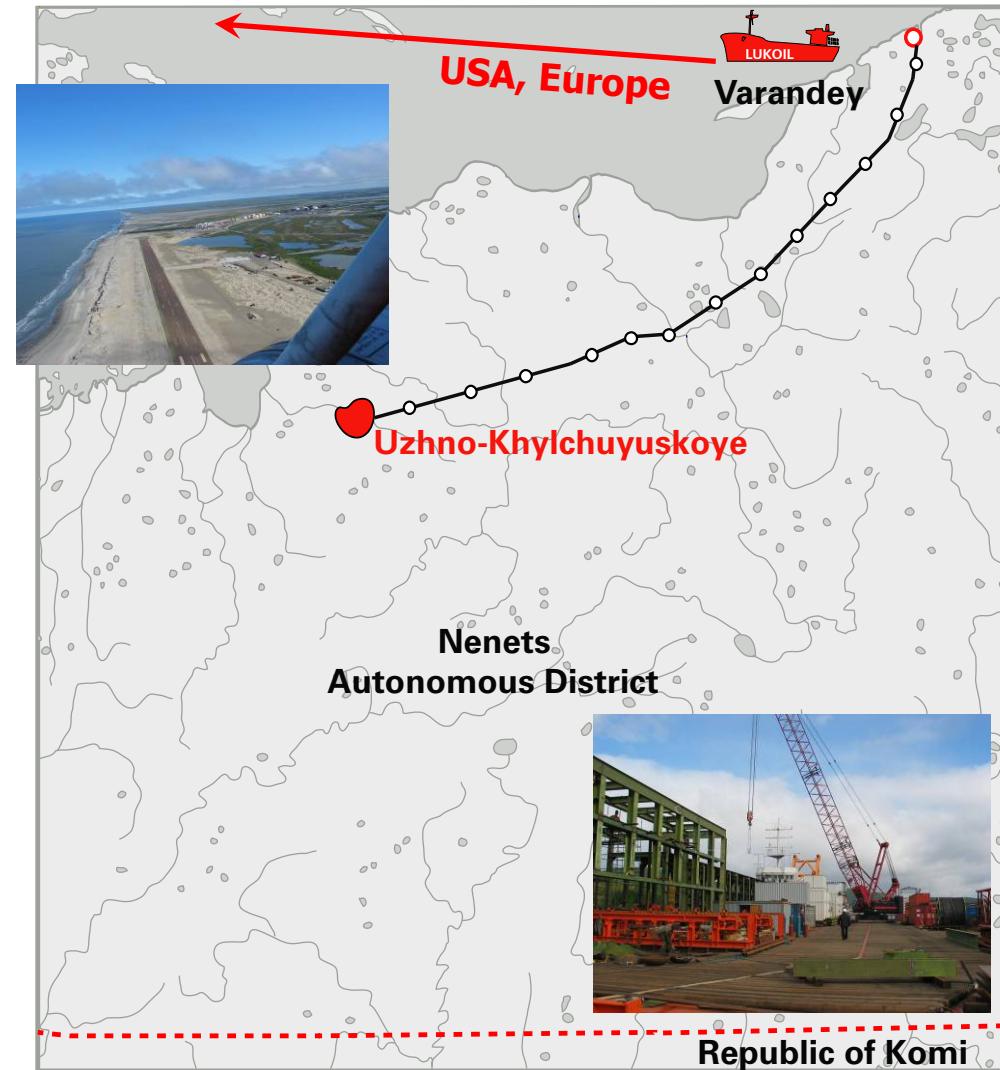 LUKOIL
USA, Europe
Varandey
Uzhno-Khylchuyuskoye
Nenets
Autonomous District
Republic of Komi